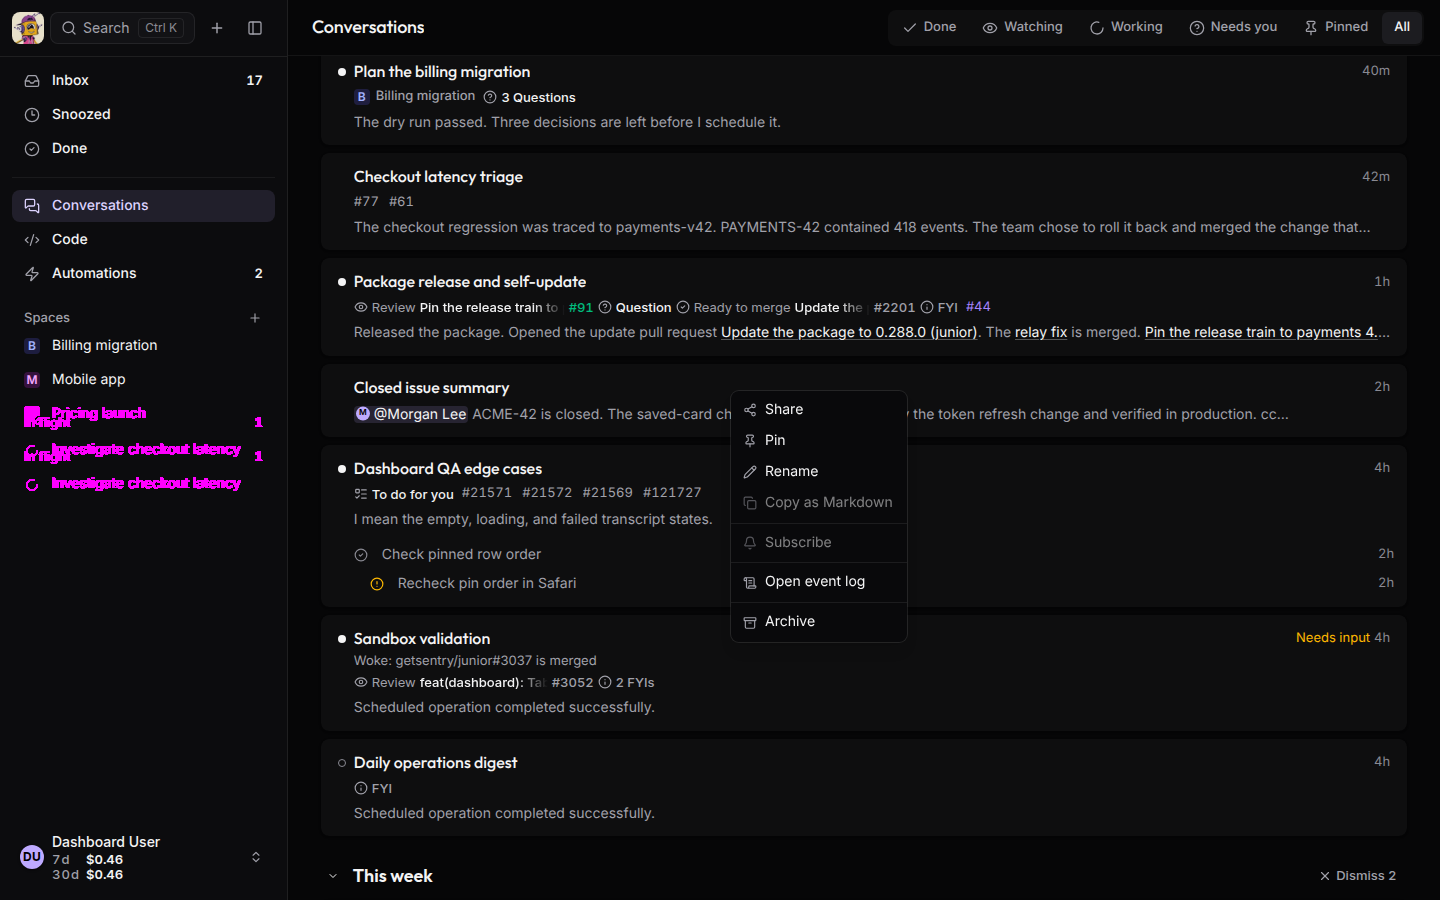 Search Ctrl K
Inbox 17
Snoozed
Done
Conversations
Code
Automations 2
Spaces
B Billing migration
M Mobile app
Pricing launch
In flight 1
Investigate checkout latency
In flight 1
Investigate checkout latency
DU Dashboard User
7d $0.46
30d $0.46
Conversations
Done Watching Working Needs you Pinned All
Plan the billing migration 40m
B Billing migration 3 Questions
The dry run passed. Three decisions are left before I schedule it.
Checkout latency triage 42m
#77 #61
The checkout regression was traced to payments-v42. PAYMENTS-42 contained 418 events. The team chose to roll it back and merged the change that...
Package release and self-update 1h
Review Pin the release train to #91 Question Ready to merge Update the #2201 FYI #44
Released the package. Opened the update pull request Update the package to 0.288.0 (junior). The relay fix is merged. Pin the release train to payments 4....
Closed issue summary 2h
M @Morgan Lee ACME-42 is closed. The saved-card ch
the token refresh change and verified in production. cc...
Share
Pin
Rename
Copy as Markdown
Subscribe
Open event log
Archive
Dashboard QA edge cases 4h
To do for you #21571 #21572 #21569 #121727
I mean the empty, loading, and failed transcript states.
Check pinned row order 2h
Recheck pin order in Safari 2h
Sandbox validation Needs input 4h
Woke: getsentry/junior#3037 is merged
Review feat(dashboard): Tal #3052 2 FYIs
Scheduled operation completed successfully.
Daily operations digest 4h
FYI
Scheduled operation completed successfully.
This week Dismiss 2